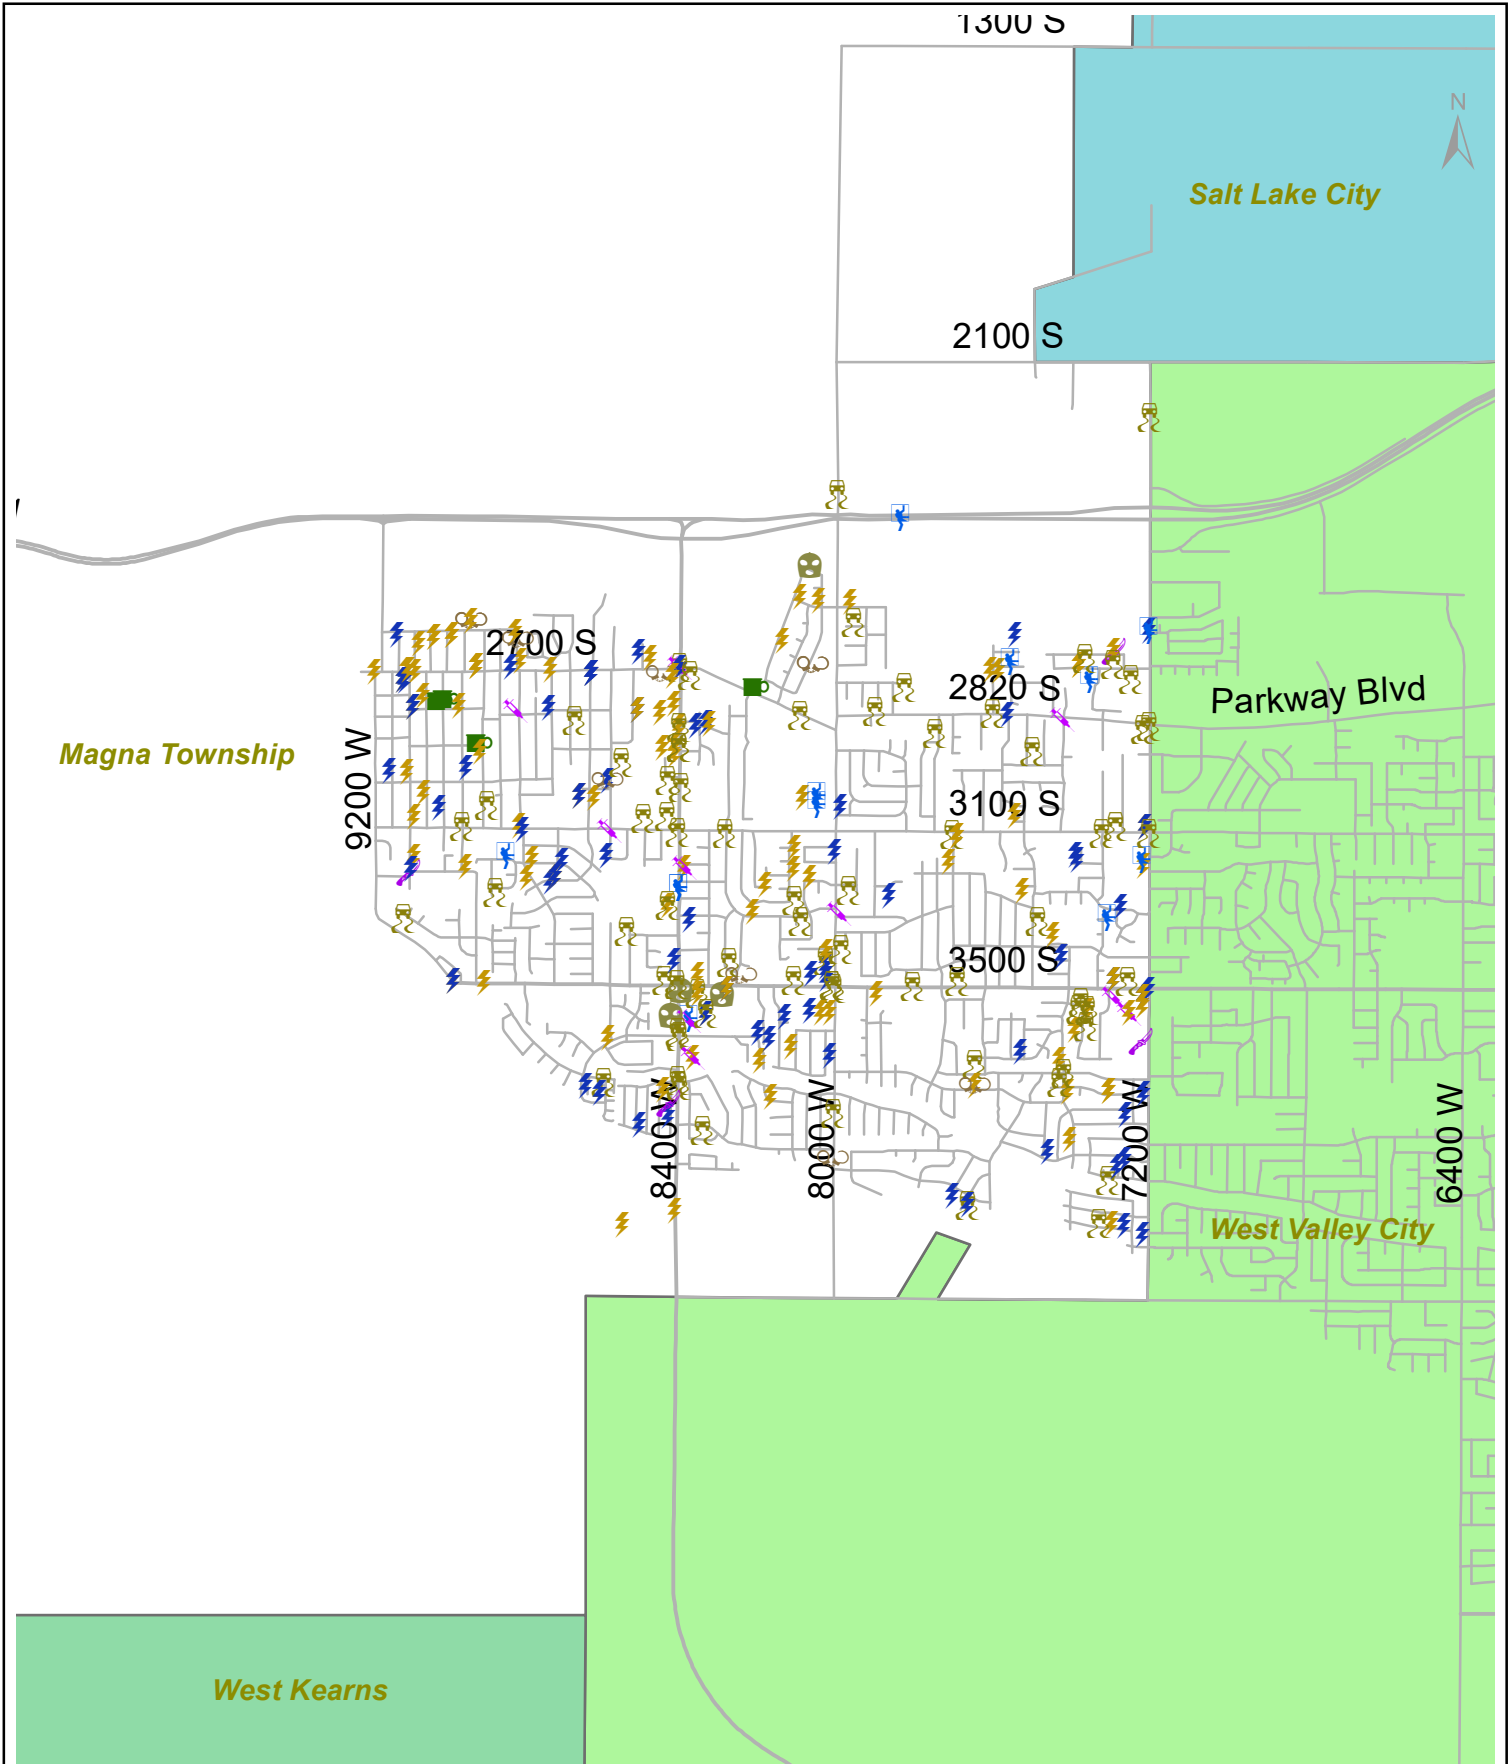 1300 S
N
Salt Lake City
2100 S
2700 S
2820 S
Parkway Blvd
Magna Township
9200 W
3100 S
3500 S
8400 W
8000 W
7200 W
6400 W
West Valley City
West Kearns